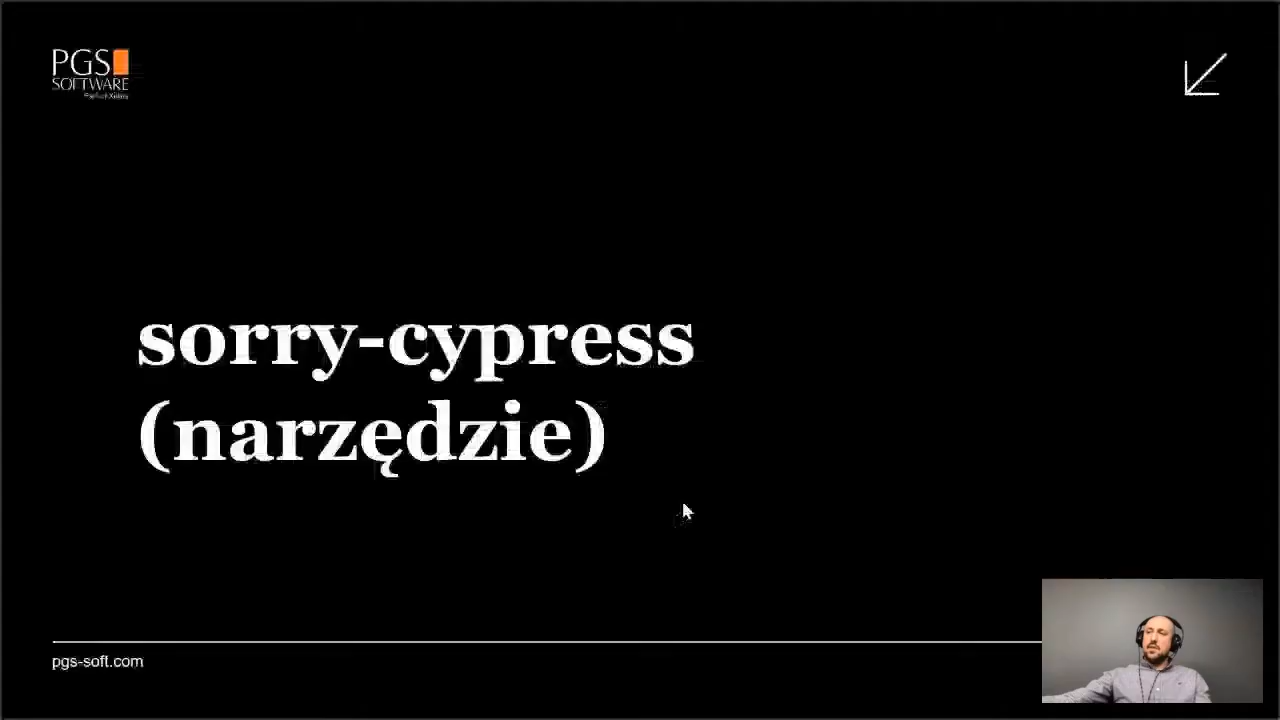 PGS
SOFTWARE
sorry-cypress
(narzędzie)
pgs-soft.com